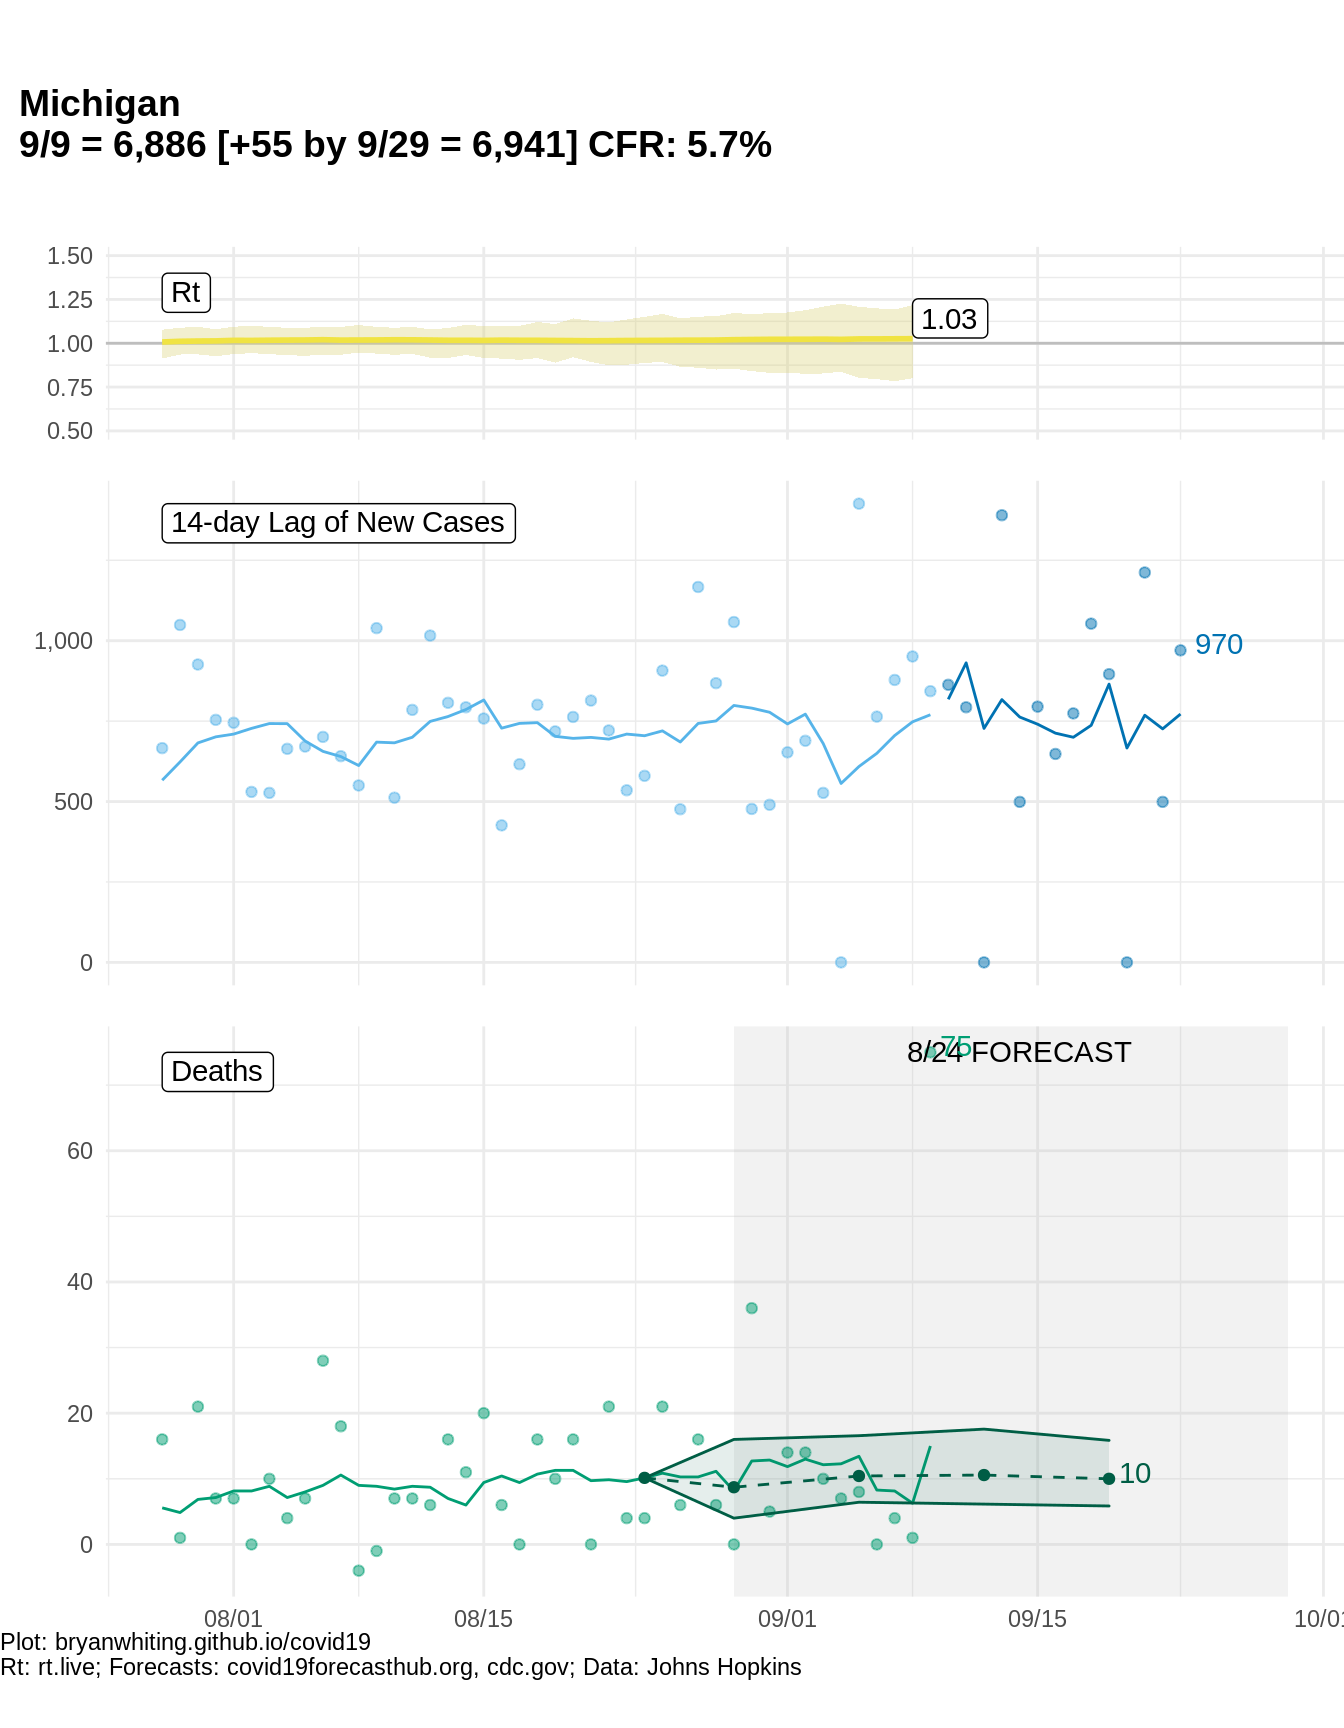 Michigan
9/9 = 6,886 [+55 by 9/29 = 6,941] CFR: 5.7%
1.50
Rt
1.25
1.03
1.00
0.75
0.50
14-day Lag of New Cases
1,000
970
500
0
75
8/24 FORECAST
Deaths
60
40
20
10
0
08/01 08/15 09/01 09/15
Plot: bryanwhiting.github.io/covid19
Rt: rt.live; Forecasts: covid19forecasthub.org, cdc.gov; Data: Johns Hopkins